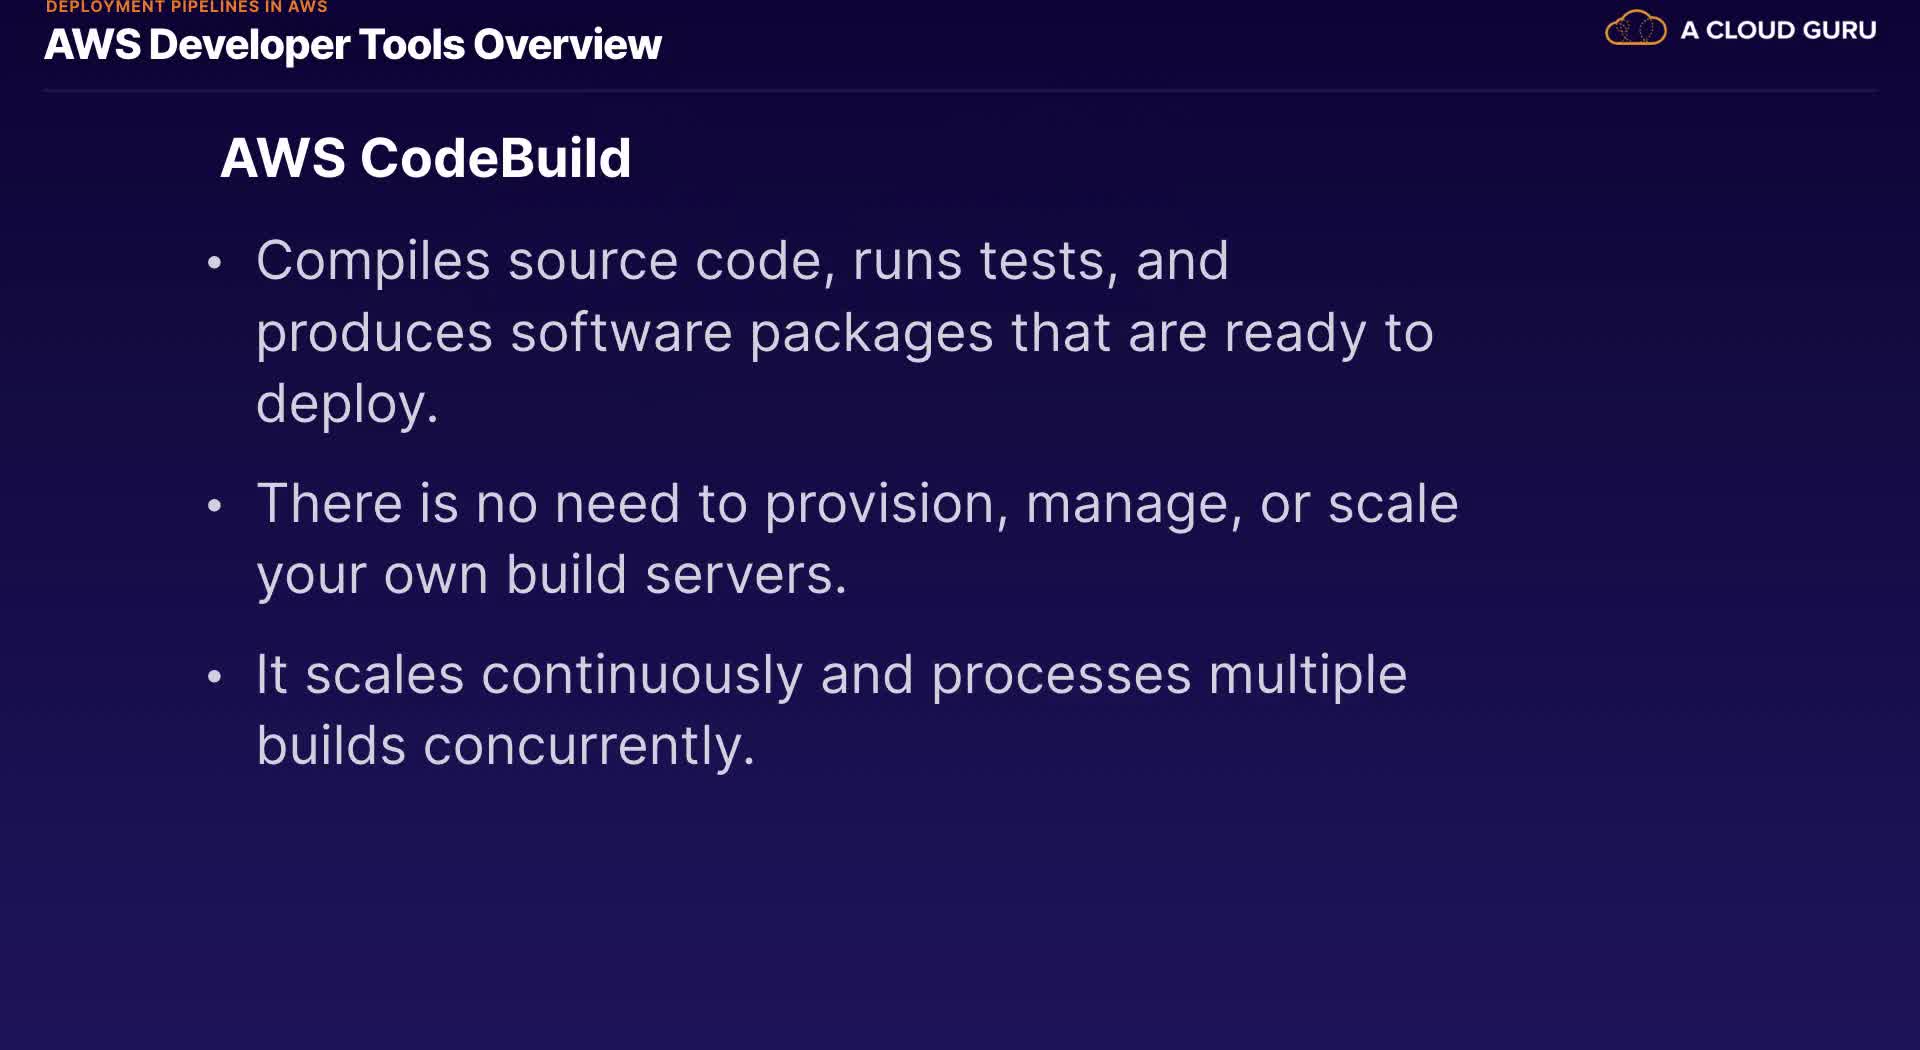 DEPLOYMENT PIPELINES IN AWS
AWS Developer Tools Overview
A CLOUD GURU
AWS CodeBuild
• Compiles source code, runs tests, and
produces software packages that are ready to
deploy.
• There is no need to provision, manage, or scale
your own build servers.
• It scales continuously and processes multiple
builds concurrently.